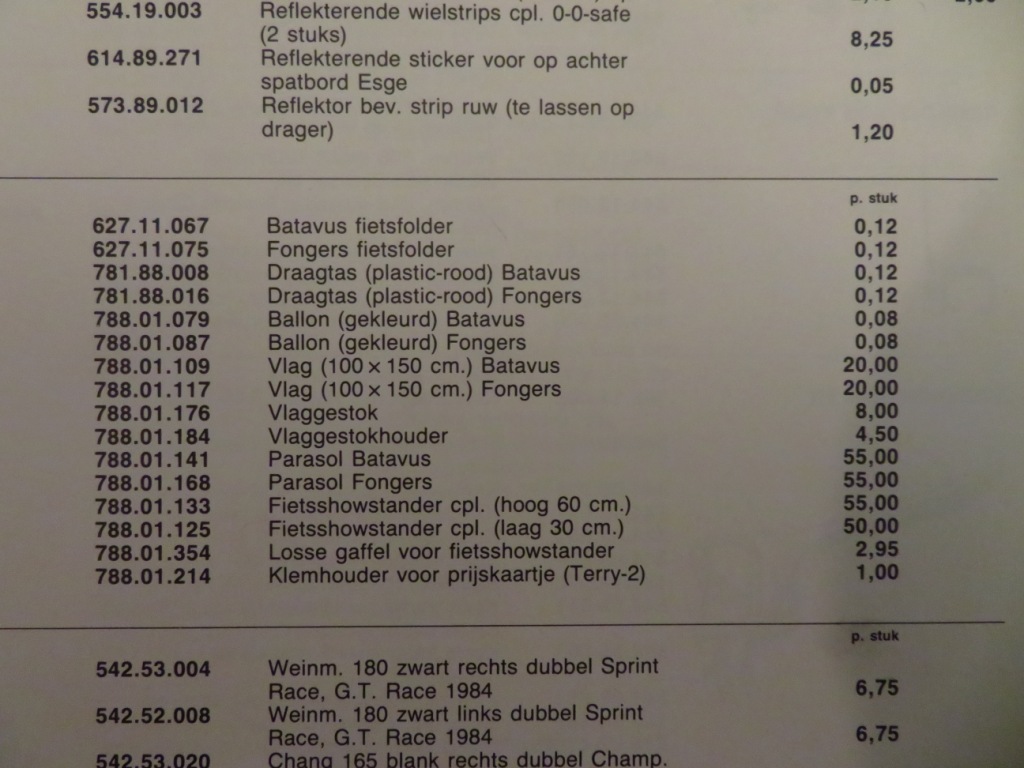 554.19.003 Reflekterende wielstrips cpl. 0-0-safe
(2 stuks) 8,25
614.89.271 Reflekterende sticker voor op achter
spatbord Esge 0,05
573.89.012 Reflektor bev. strip ruw (te lassen op
drager) 1,20
p. stuk
627.11.067 Batavus fietsfolder 0,12
627.11.075 Fongers fietsfolder 0,12
781.88.008 Draagtas (plastic-rood) Batavus 0,12
781.88.016 Draagtas (plastic-rood) Fongers 0,12
788.01.079 Ballon (gekleurd) Batavus 0,08
788.01.087 Ballon (gekleurd) Fongers 0,08
788.01.109 Vlag (100 × 150 cm.) Batavus 20,00
788.01.117 Vlag (100 × 150 cm.) Fongers 20,00
788.01.176 Vlaggestok 8,00
788.01.184 Vlaggestokhouder 4,50
788.01.141 Parasol Batavus 55,00
788.01.168 Parasol Fongers 55,00
788.01.133 Fietsshowstander cpl. (hoog 60 cm.) 55,00
788.01.125 Fietsshowstander cpl. (laag 30 cm.) 50,00
788.01.354 Losse gaffel voor fietsshowstander 2,95
788.01.214 Klemhouder voor prijskaartje (Terry-2) 1,00
p. stuk
542.53.004 Weinm. 180 zwart rechts dubbel Sprint
Race, G.T. Race 1984 6,75
542.52.008 Weinm. 180 zwart links dubbel Sprint
Race, G.T. Race 1984 6,75
542.53.020 Chang 165 blank rechts dubbel Champ.